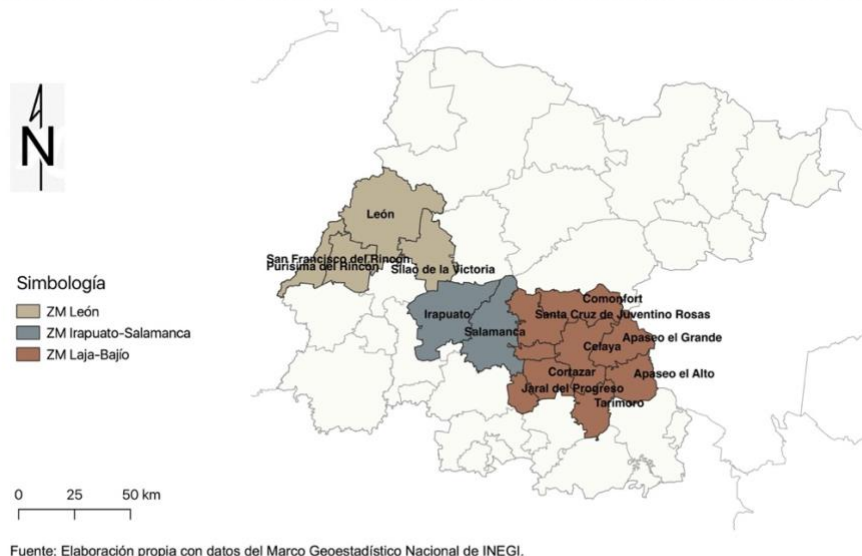 N
León
San Francisco del Rincón
Purísima del Rincón
Silao de la Victoria
Simbología
ZM León
ZM Irapuato-Salamanca
ZM Laja-Bajío
Irapuato
Salamanca
Comonfort
Santa Cruz de Juventino Rosas
Apaseo el Grande
Celaya
Cortazar
Apaseo el Alto
Jaral del Progreso
Tarimoro
0 25 50 km
Fuente: Elaboración propia con datos del Marco Geoestadístico Nacional de INEGI.